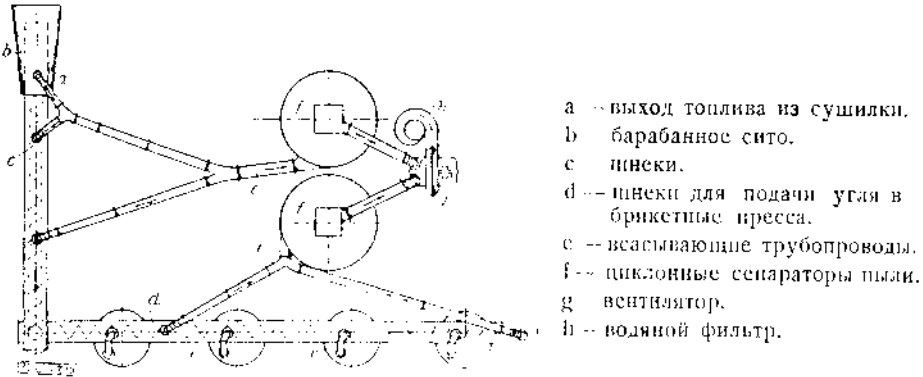 b
a
c
e
f
f
d
a -- выход топлива из сушилки.
b барабанное сито.
c шнеки.
d -- шнеки для подачи угля в
брикетные пресса.
e -- всасывающие трубопроводы.
f -- циклонные сепараторы пыли.
g вентилятор.
h -- водяной фильтр.